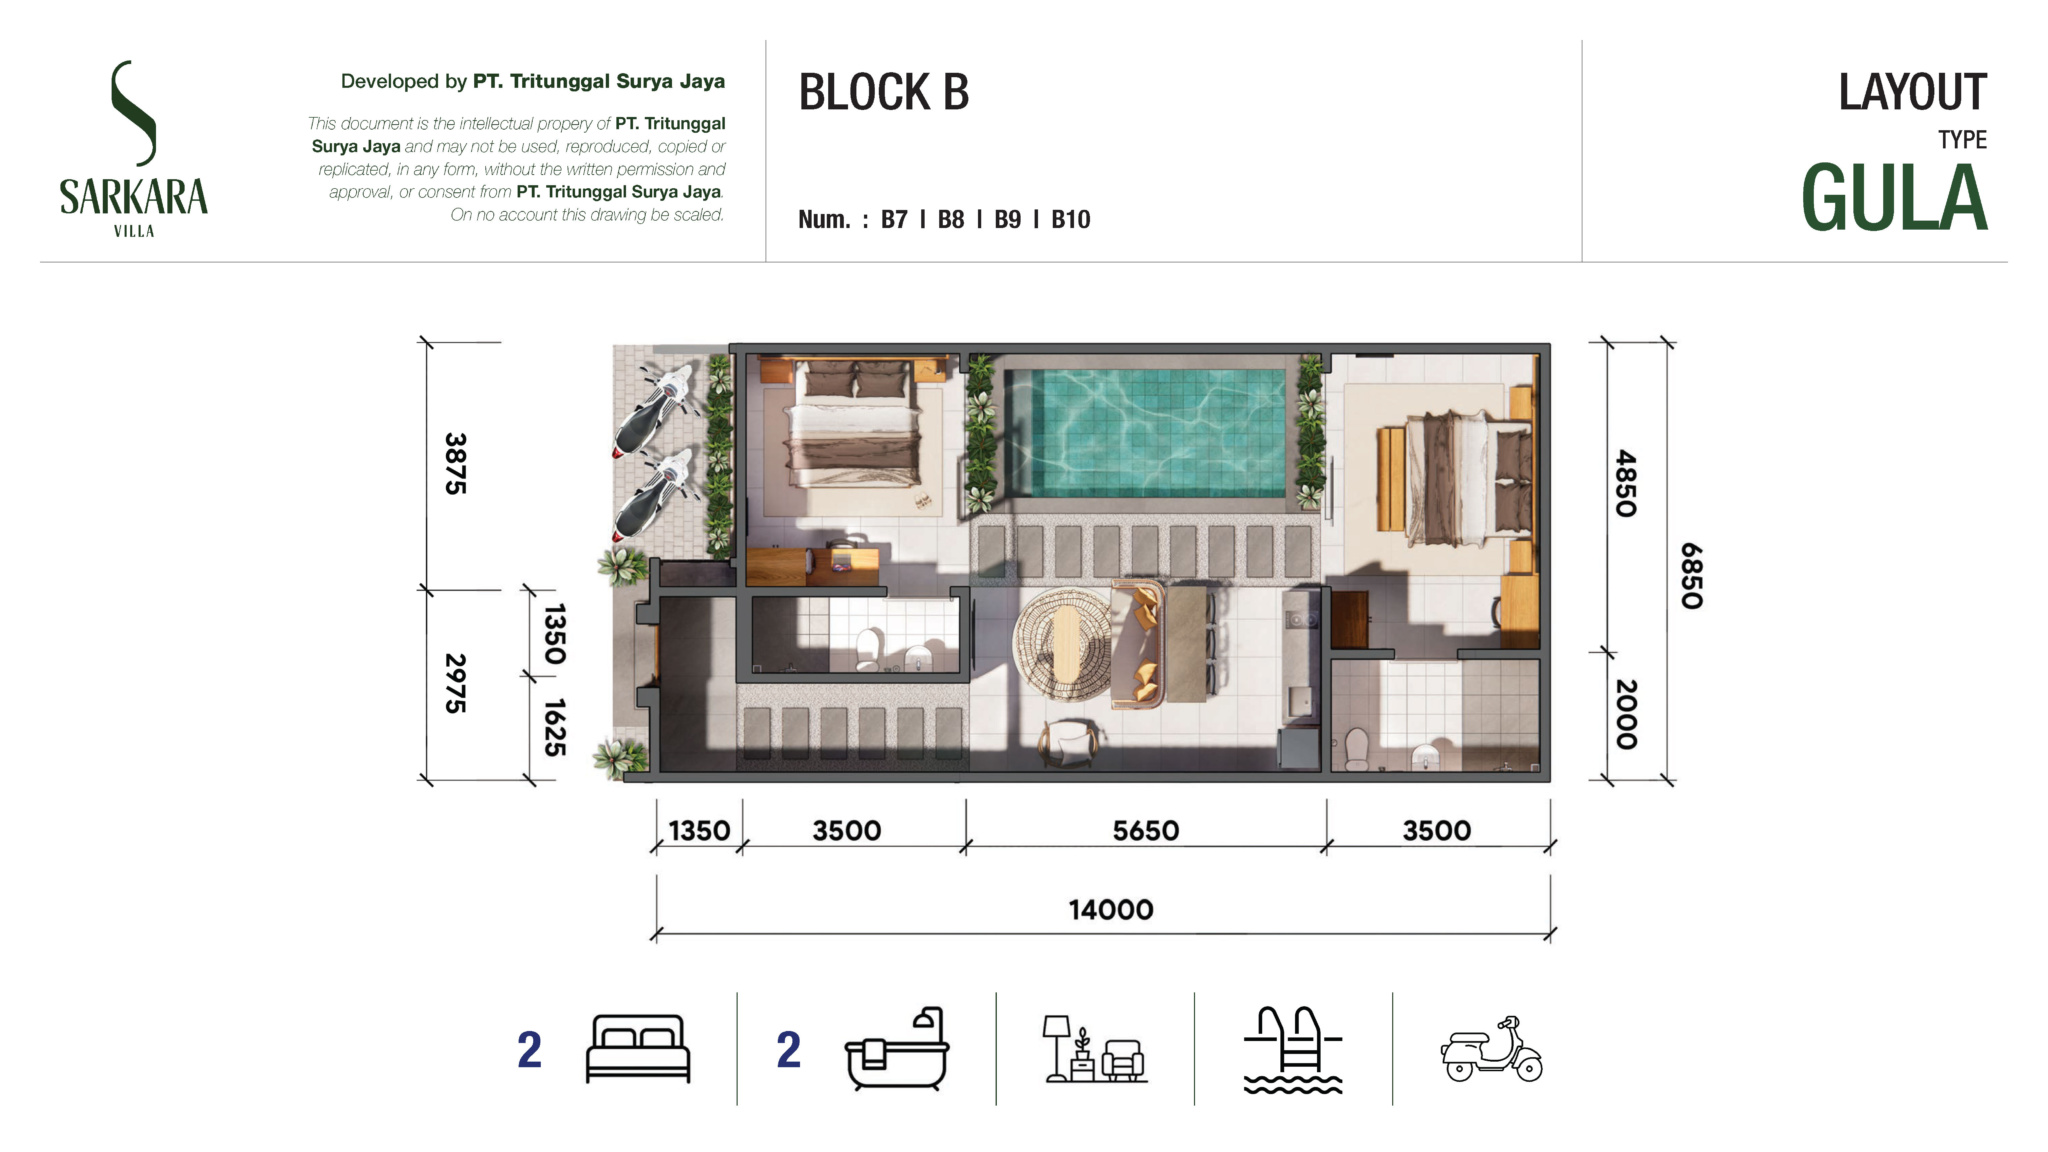 SARKARA
VILLA
Developed by PT. Tritunggal Surya Jaya
This document is the intellectual propery of PT. Tritunggal
Surya Jaya and may not be used, reproduced, copied or
replicated, in any form, without the written permission and
approval, or consent from PT. Tritunggal Surya Jaya.
On no account this drawing be scaled.
BLOCK B
Num. : B7 | B8 | B9 | B10
LAYOUT
TYPE
GULA
3875
2975
1350
1625
4850
2000
6850
1350
3500
5650
3500
14000
2
2